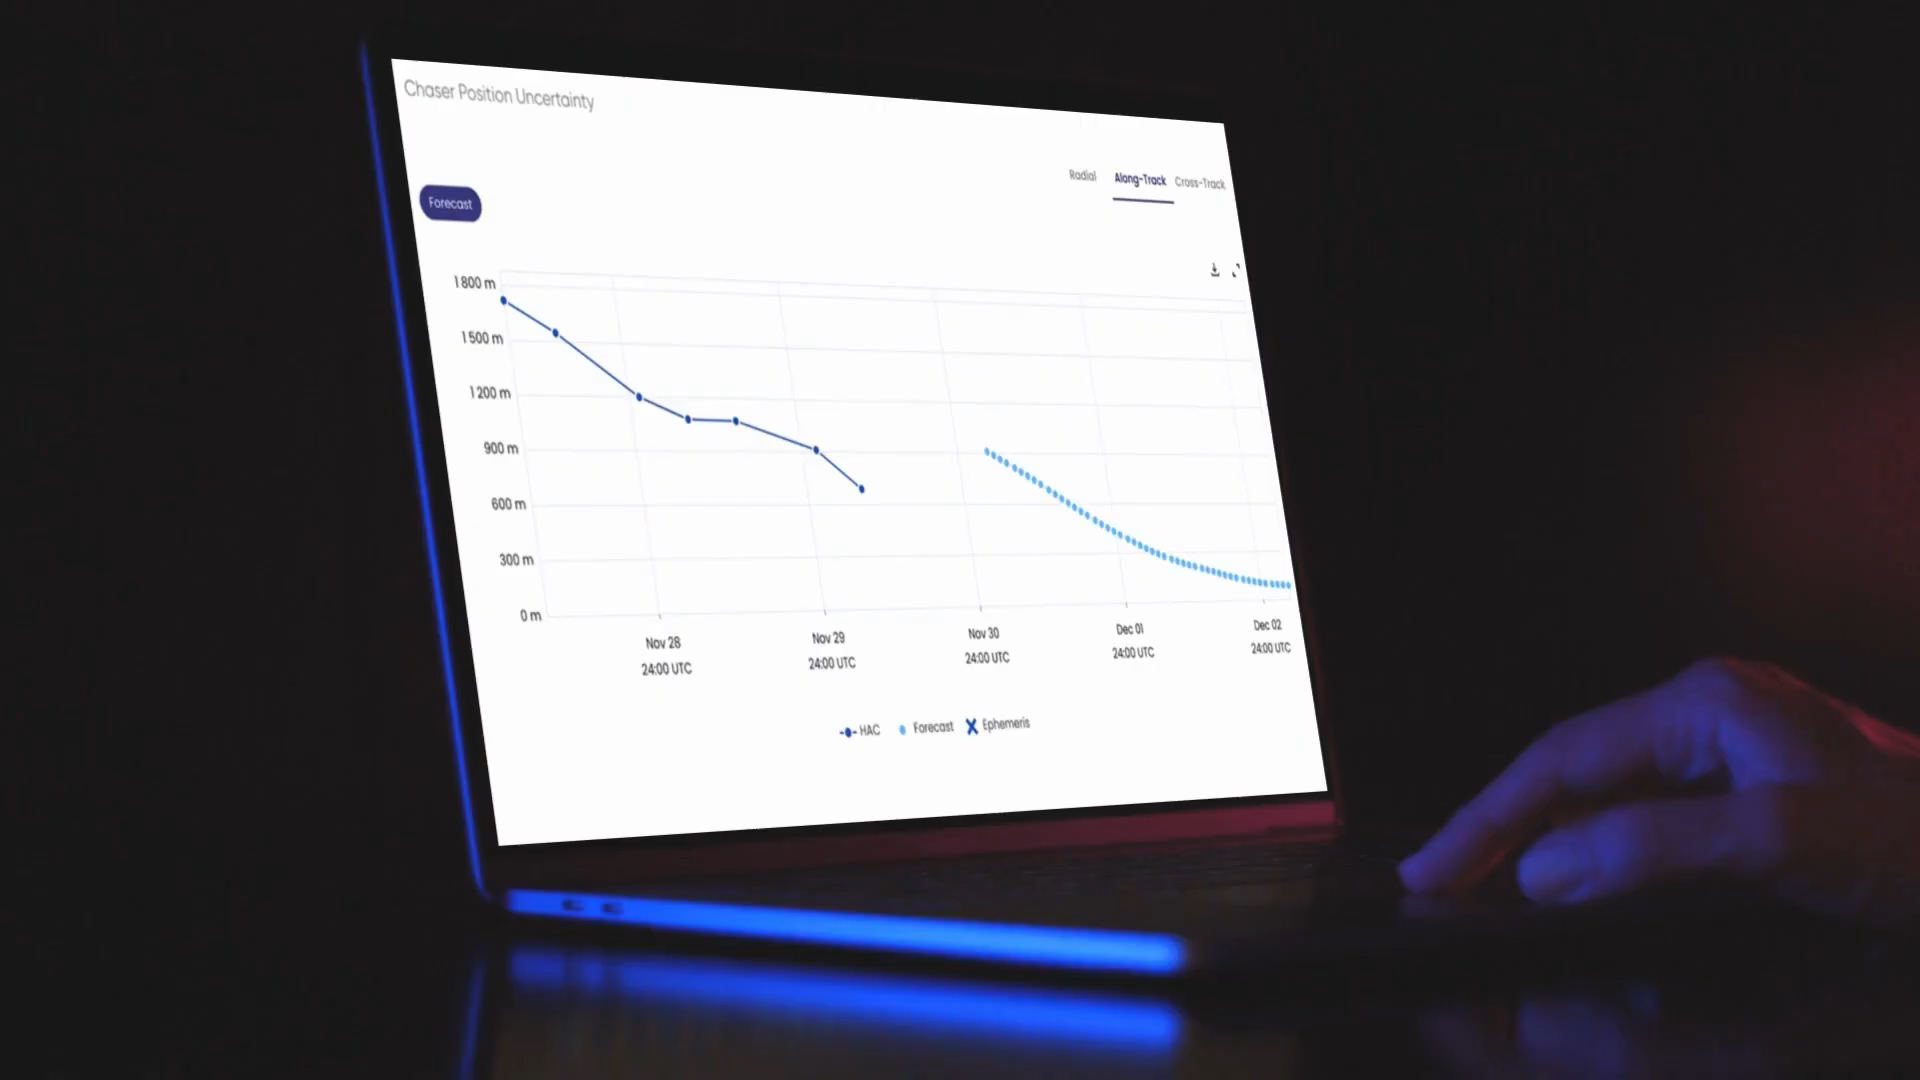 Chaser Position Uncertainty
Radial Along-Track Cross-Track
Forecast
1800 m
1500 m
1200 m
900 m
600 m
300 m
0 m
Nov 28 Nov 29 Nov 30 Dec 01 Dec 02
24:00 UTC 24:00 UTC 24:00 UTC 24:00 UTC 24:00 UTC
HAC Forecast Ephemeris